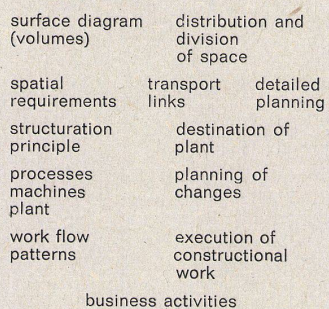 surface diagram distribution and
(volumes) division
of space
spatial transport detailed
requirements links planning
structuration destination of
principle plant
processes planning of
machines changes
plant
work flow execution of
patterns constructional
work
business activities